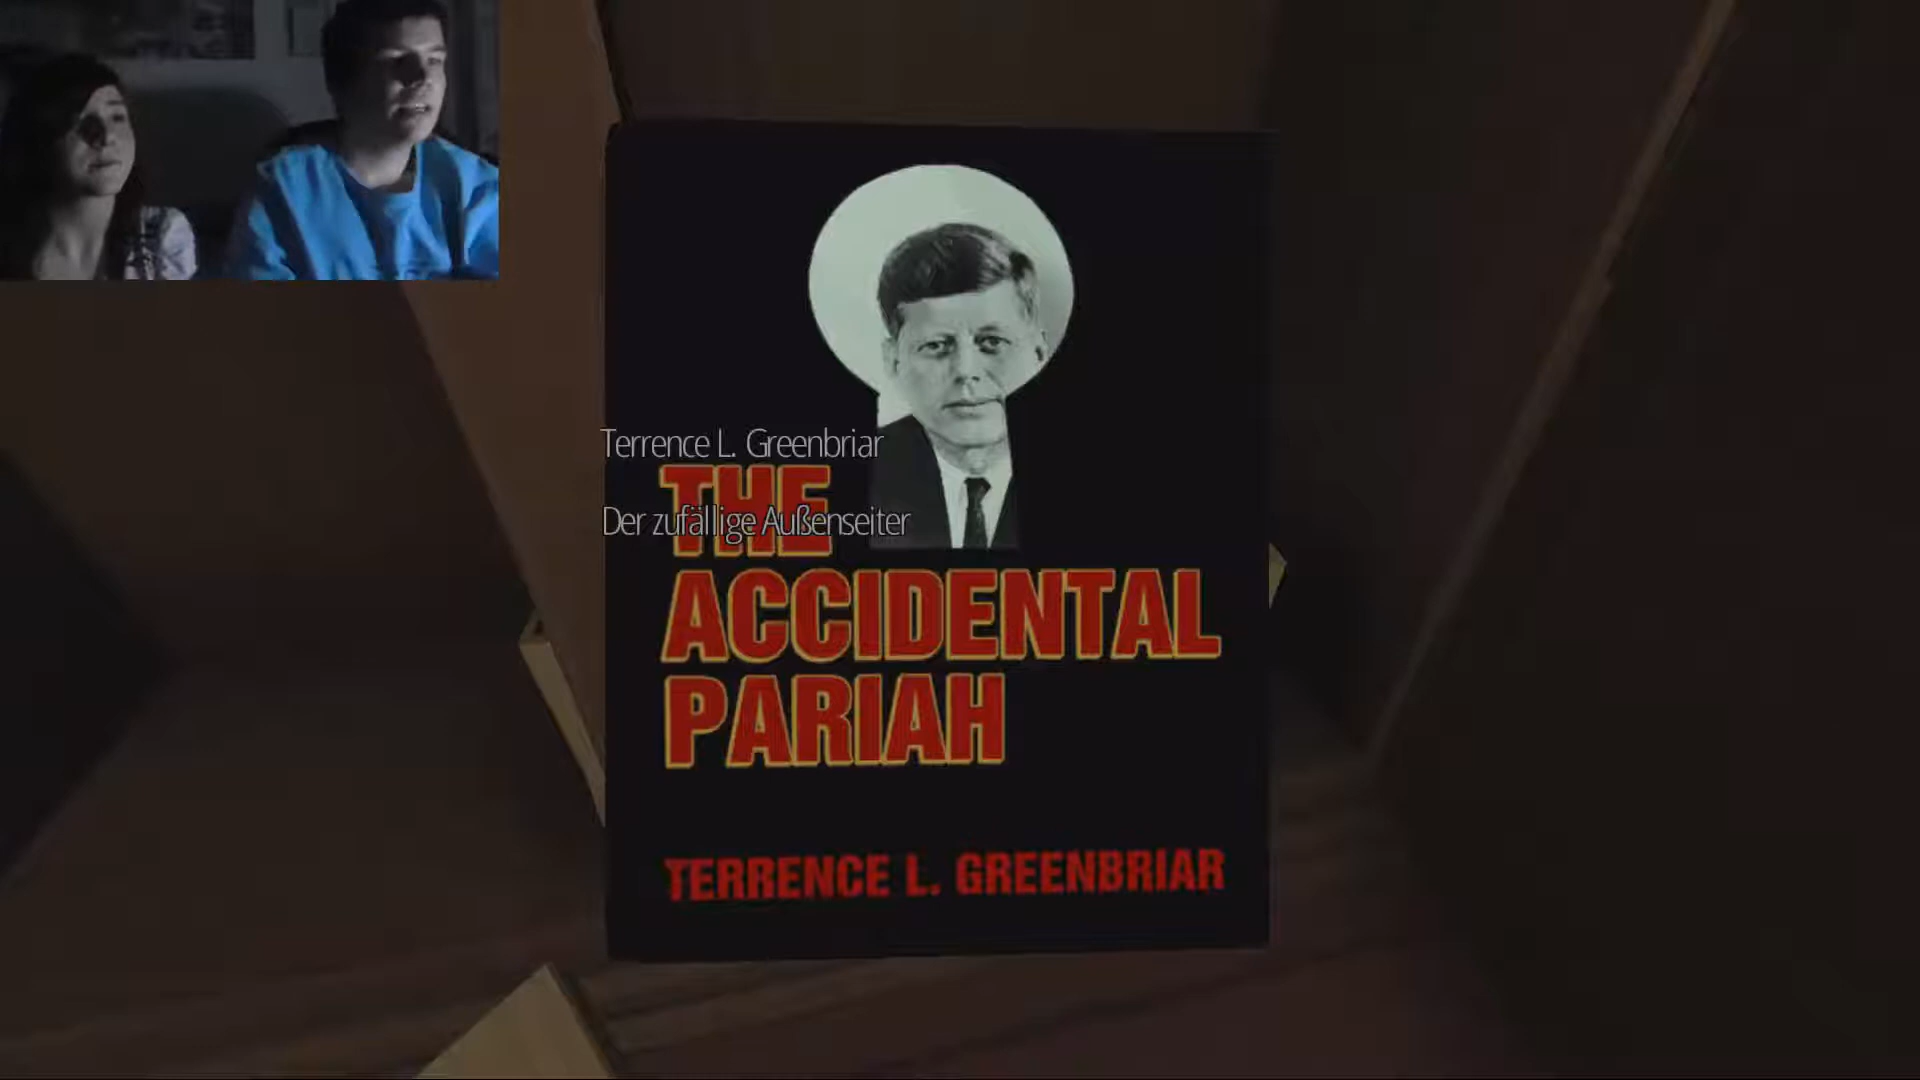 Terrence L. Greenbriar
Der zufällige Außenseiter
THE
ACCIDENTAL
PARIAH
TERRENCE L. GREENBRIAR